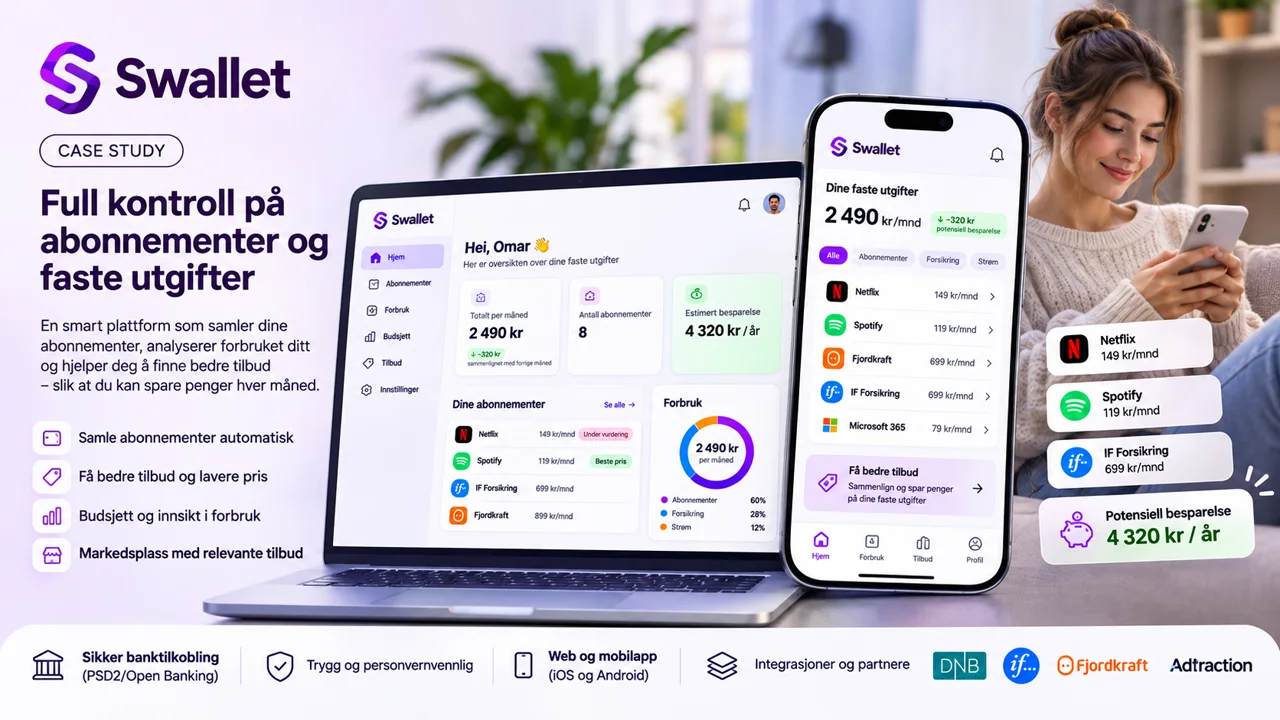 Swallet
CASE STUDY
Full kontroll på
abonnementer og
faste utgifter
En smart plattform som samler dine
abonnementer, analyserer forbruket ditt
og hjelper deg å finne bedre tilbud
– slik at du kan spare penger hver måned.
Samle abonnementer automatisk
Få bedre tilbud og lavere pris
Budsjett og innsikt i forbruk
Markedsplass med relevante tilbud
Swallet
Hjem
Abonnementer
Forbruk
Budsjett
Tilbud
Innstillinger
Hei, Omar 👋
Her er oversikten over dine faste utgifter
Totalt per måned
2 490 kr
↓ -320 kr
sammenlignet med forrige måned
Antall abonnementer
8
Estimert besparelse
4 320 kr / år
Dine abonnementer
Se alle →
Netflix 149 kr/mnd Under vurdering
Spotify 119 kr/mnd Beste pris
if... IF Forsikring 699 kr/mnd
Fjordkraft 899 kr/mnd
Forbruk
2 490 kr
per måned
Abonnementer 60%
Forsikring 28%
Strøm 12%
Swallet
Dine faste utgifter
2 490 kr/mnd
↓ -320 kr
potensiell besparelse
Alle Abonnementer Forsikring Strøm
Netflix 149 kr/mnd
Spotify 119 kr/mnd
Fjordkraft 699 kr/mnd
if... IF Forsikring 699 kr/mnd
Microsoft 365 79 kr/mnd
Få bedre tilbud
Sammenlign og spar penger
på dine faste utgifter
Hjem Forbruk Tilbud Profil
Netflix
149 kr/mnd
Spotify
119 kr/mnd
if...
IF Forsikring
699 kr/mnd
Potensiell besparelse
4 320 kr / år
Sikker banktilkobling
(PSD2/Open Banking)
Trygg og personvernvennlig
Web og mobilapp
(iOS og Android)
Integrasjoner og partnere
DNB
if...
Fjordkraft
Adtraction